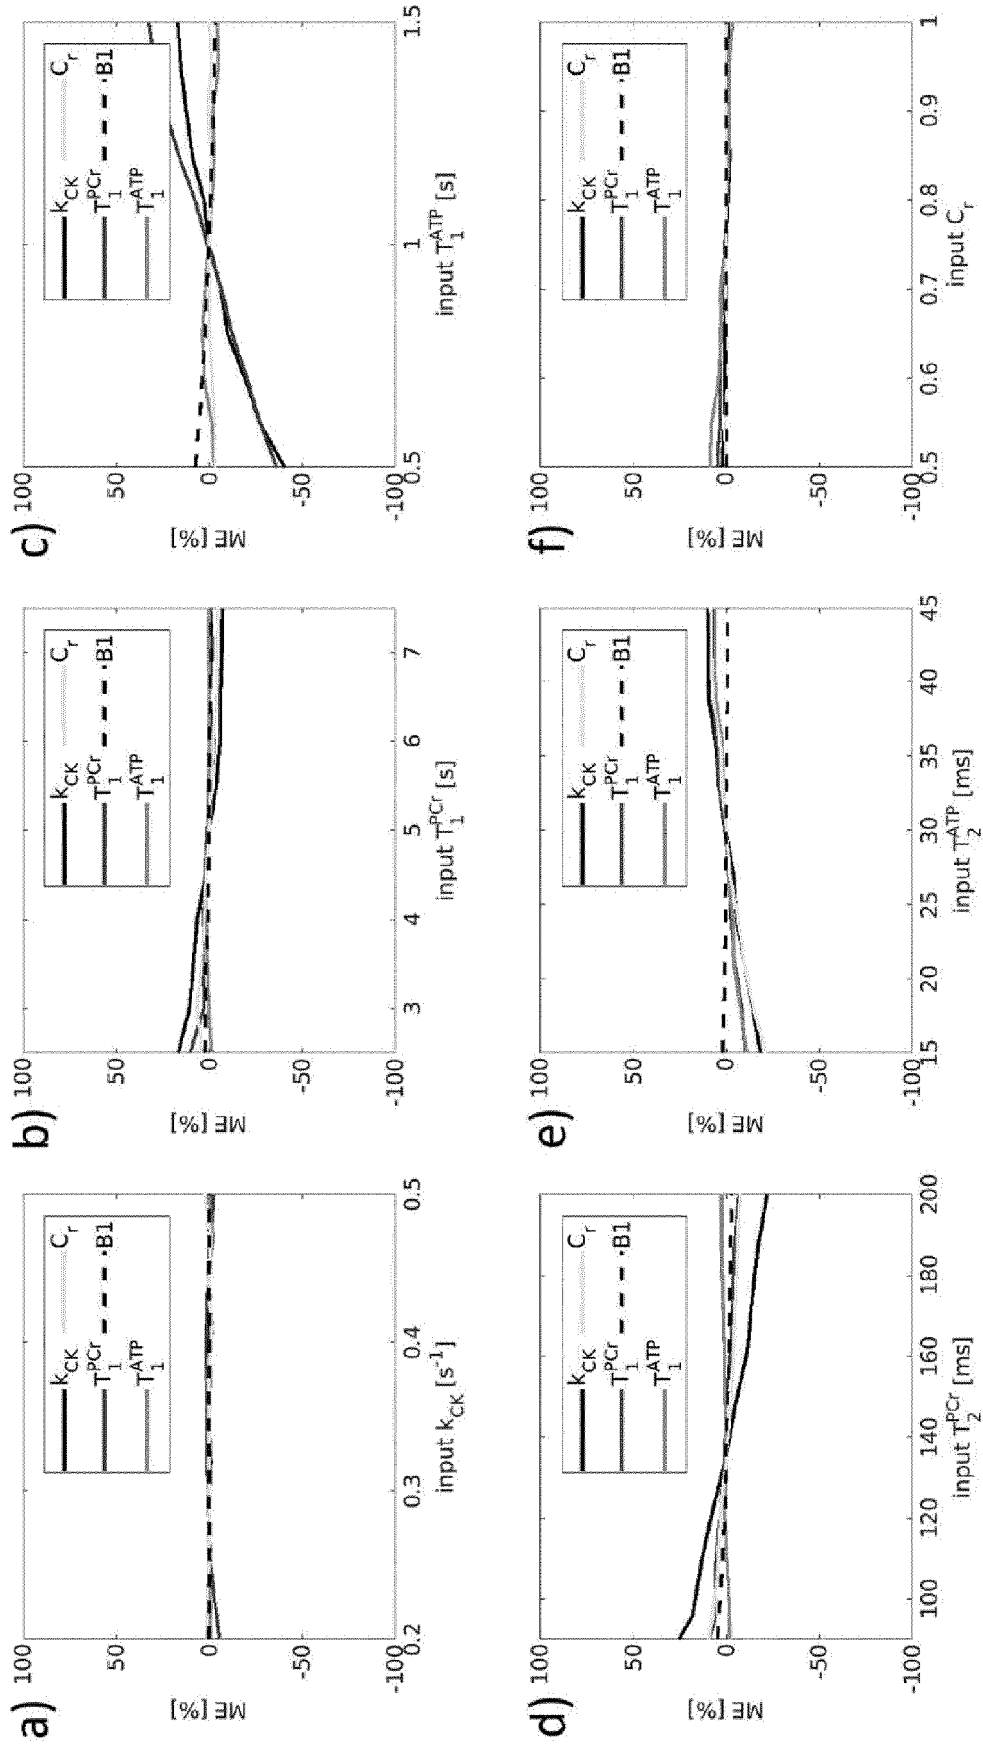 a)
ME [%]
100
50
0
-50
-100
k_CK
T_1^PCr
T_1^ATP
C_r
B1
0.2
0.3
0.4
0.5
input k_CK [s^-1]
b)
ME [%]
100
50
0
-50
-100
k_CK
T_1^PCr
T_1^ATP
C_r
B1
3
4
5
6
7
input T_1^PCr [s]
c)
ME [%]
100
50
0
-50
-100
k_CK
T_1^PCr
T_1^ATP
C_r
B1
0.5
1
1.5
input T_1^ATP [s]
d)
ME [%]
100
50
0
-50
-100
k_CK
T_1^PCr
T_1^ATP
C_r
B1
100
120
140
160
180
200
input T_2^PCr [ms]
e)
ME [%]
100
50
0
-50
-100
k_CK
T_1^PCr
T_1^ATP
C_r
B1
15
20
25
30
35
40
45
input T_2^ATP [ms]
f)
ME [%]
100
50
0
-50
-100
k_CK
T_1^PCr
T_1^ATP
C_r
B1
0.5
0.6
0.7
0.8
0.9
1
input C_r